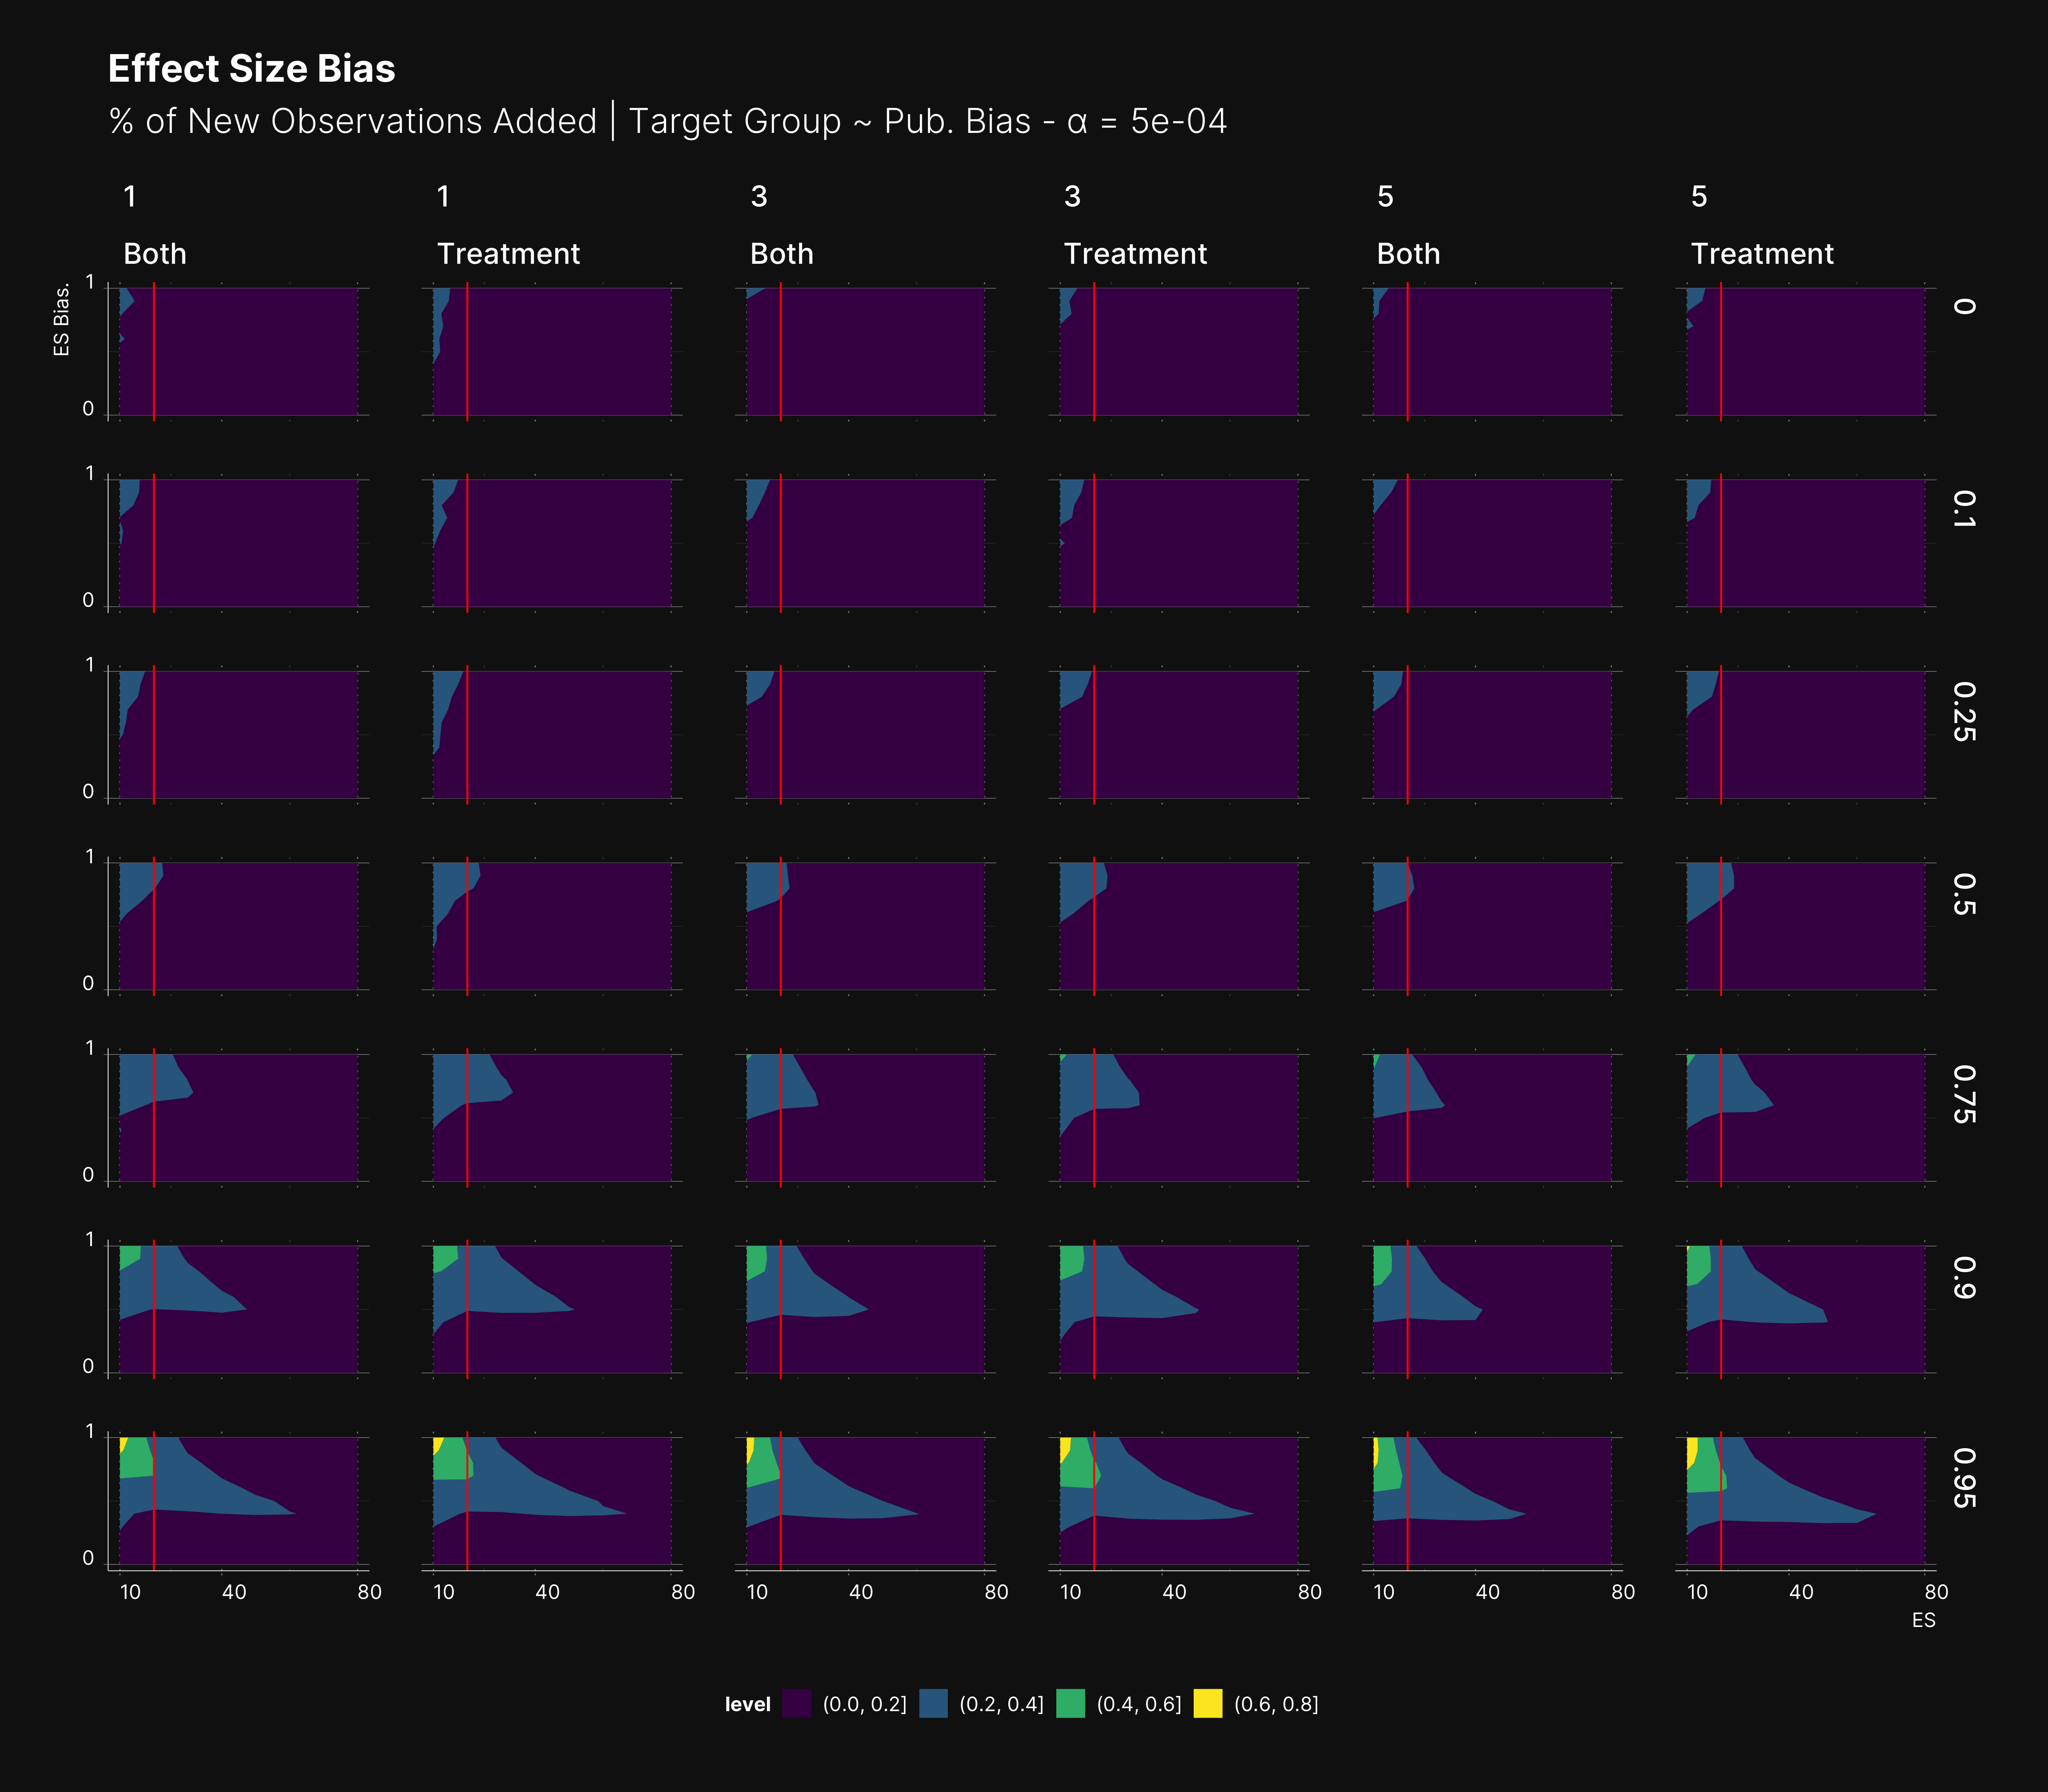 Effect Size Bias
% of New Observations Added | Target Group ~ Pub. Bias - α = 5e-04
1 1 3 3 5 5
Both Treatment Both Treatment Both Treatment
ES Bias.
1
0
0
1
0
0.1
1
0
0.25
1
0
0.5
1
0
0.75
1
0
0.9
1
0
0.95
10 40 80 10 40 80 10 40 80 10 40 80 10 40 80 10 40 80
ES
level (0.0, 0.2] (0.2, 0.4] (0.4, 0.6] (0.6, 0.8]